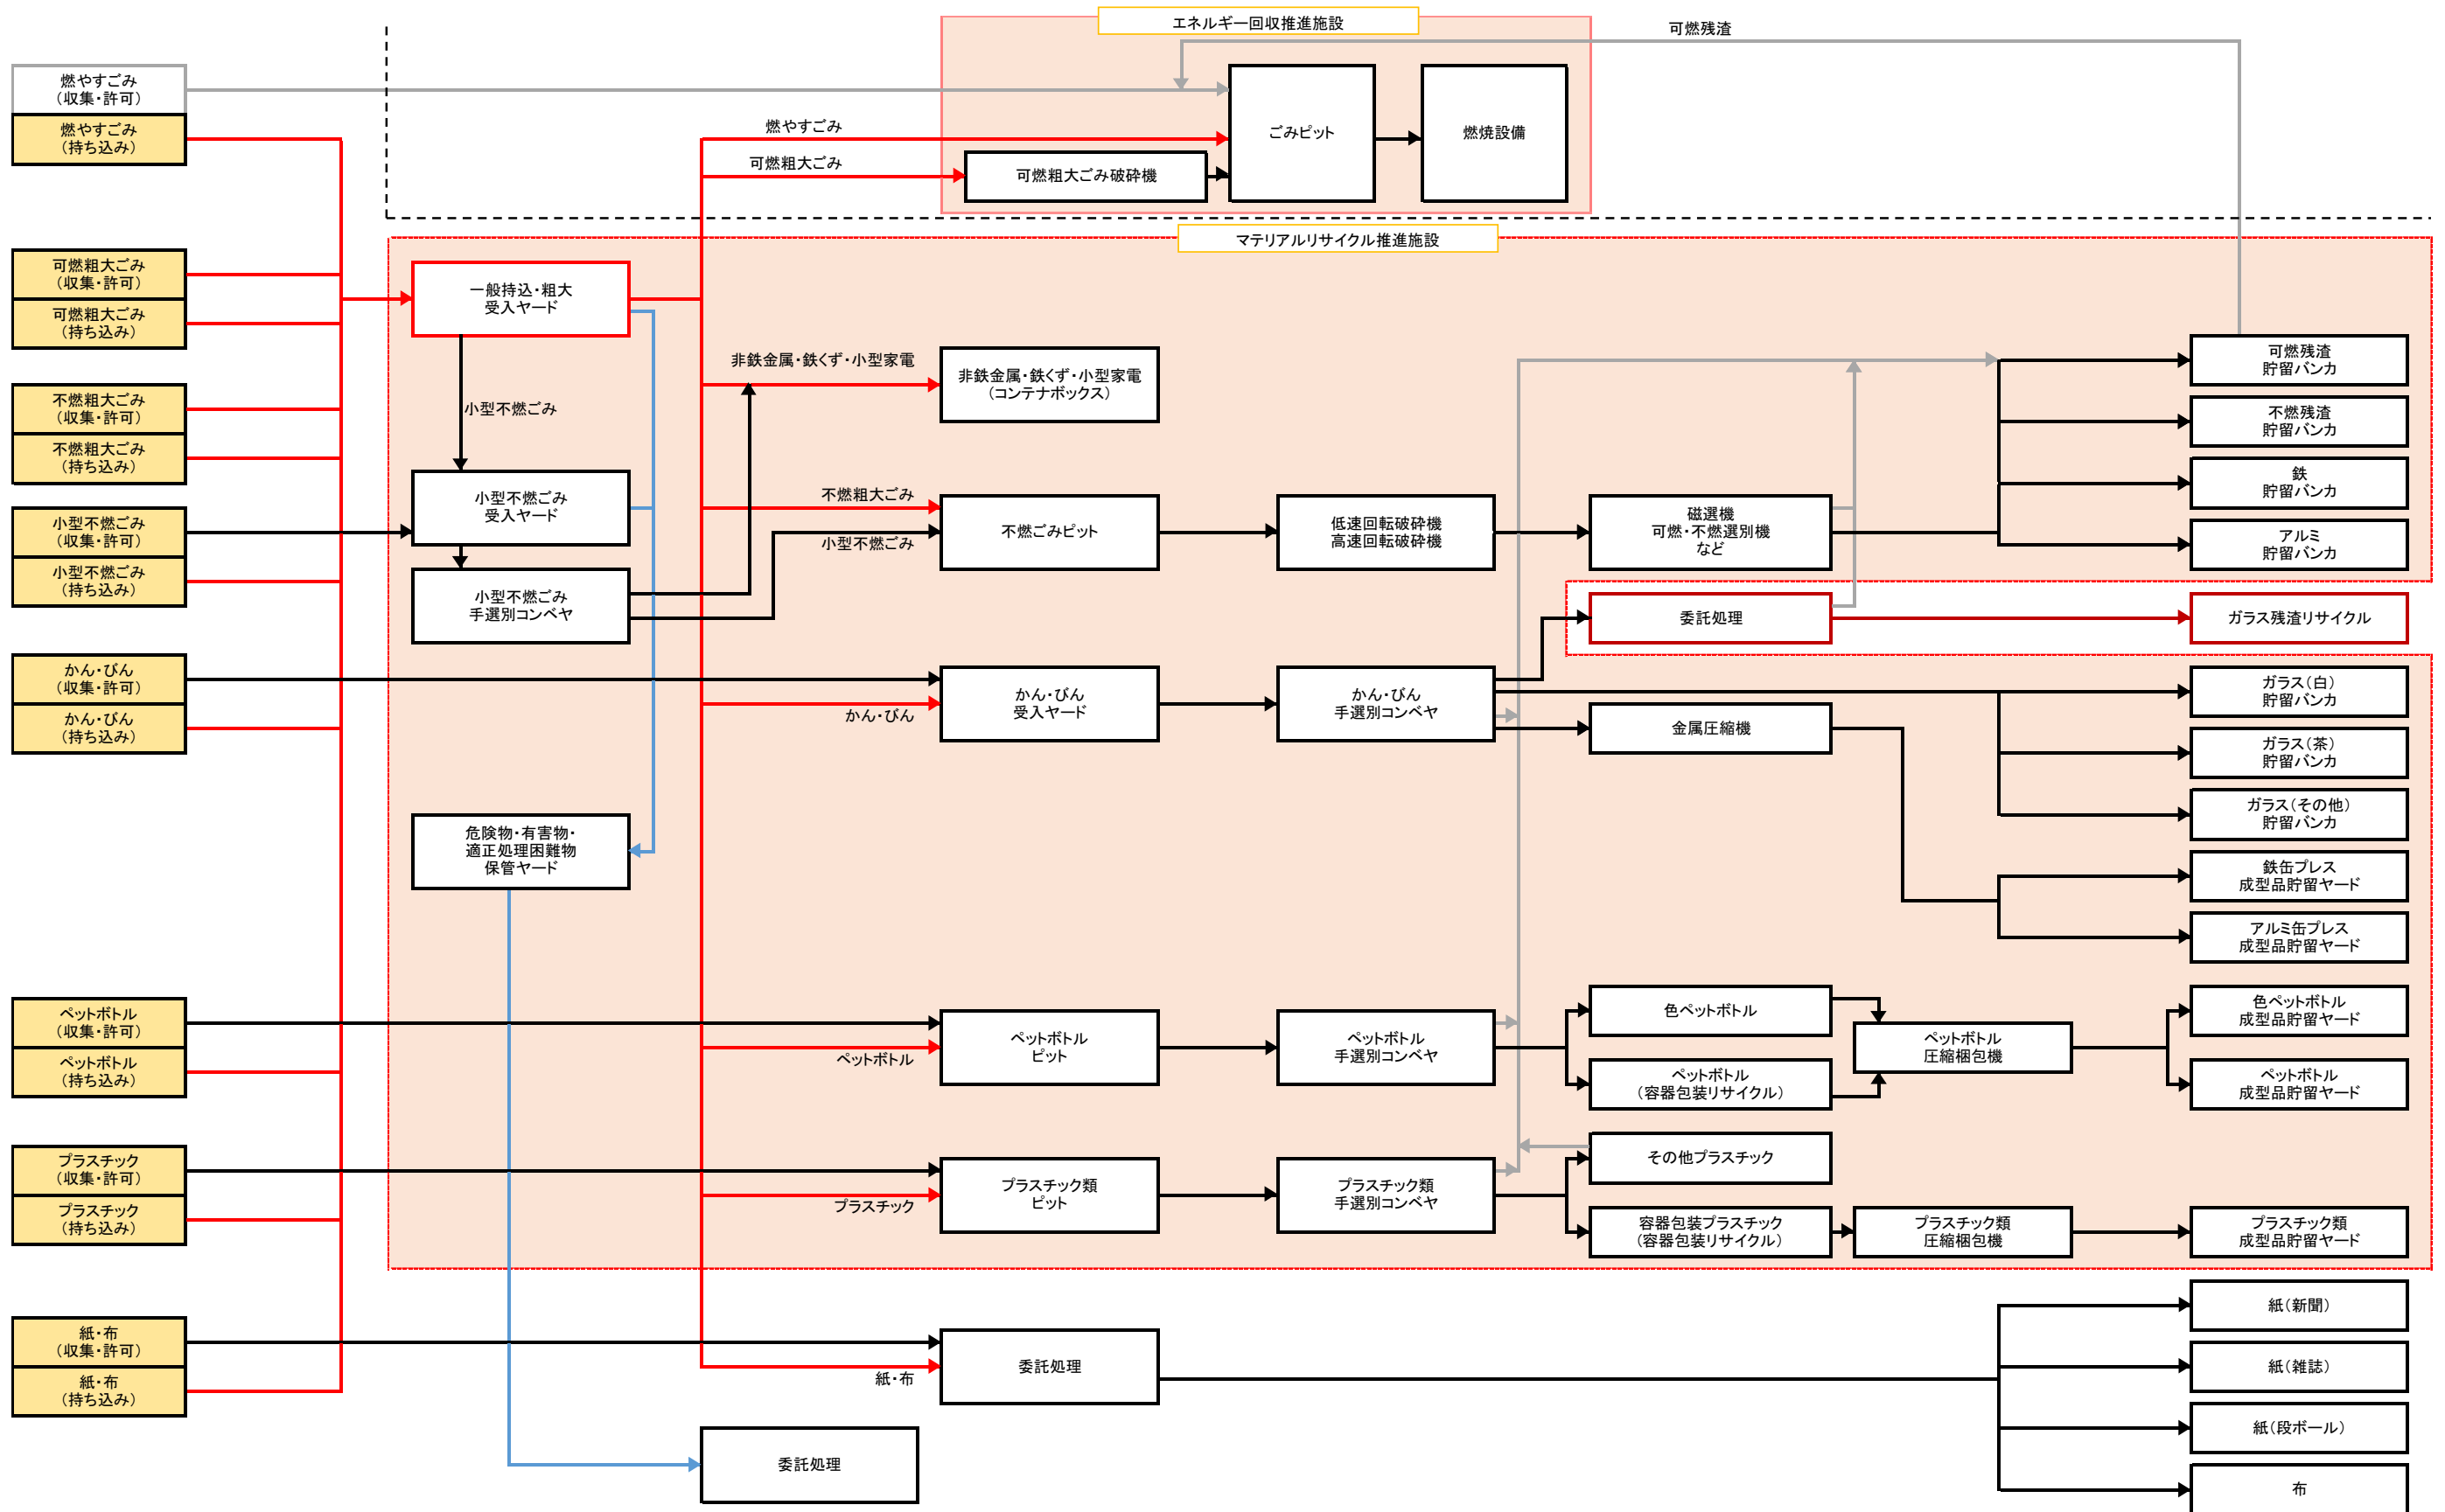 エネルギー回収推進施設
可燃残渣
燃やすごみ
（収集・許可）
燃やすごみ
（持ち込み）
燃やすごみ
可燃粗大ごみ
可燃粗大ごみ破砕機
ごみピット
燃焼設備
マテリアルリサイクル推進施設
可燃粗大ごみ
（収集・許可）
可燃粗大ごみ
（持ち込み）
一般持込・粗大
受入ヤード
不燃粗大ごみ
（収集・許可）
不燃粗大ごみ
（持ち込み）
小型不燃ごみ
非鉄金属・鉄くず・小型家電
非鉄金属・鉄くず・小型家電
（コンテナボックス）
可燃残渣
貯留バンカ
不燃残渣
貯留バンカ
鉄
貯留バンカ
アルミ
貯留バンカ
小型不燃ごみ
（収集・許可）
小型不燃ごみ
（持ち込み）
小型不燃ごみ
受入ヤード
小型不燃ごみ
手選別コンベヤ
不燃粗大ごみ
小型不燃ごみ
不燃ごみピット
低速回転破砕機
高速回転破砕機
磁選機
可燃・不燃選別機
など
委託処理
ガラス残渣リサイクル
かん・びん
（収集・許可）
かん・びん
（持ち込み）
かん・びん
かん・びん
受入ヤード
かん・びん
手選別コンベヤ
金属圧縮機
ガラス（白）
貯留バンカ
ガラス（茶）
貯留バンカ
ガラス（その他）
貯留バンカ
鉄缶プレス
成型品貯留ヤード
アルミ缶プレス
成型品貯留ヤード
危険物・有害物・
適正処理困難物
保管ヤード
ペットボトル
（収集・許可）
ペットボトル
（持ち込み）
ペットボトル
ペットボトル
ピット
ペットボトル
手選別コンベヤ
色ペットボトル
ペットボトル
（容器包装リサイクル）
ペットボトル
圧縮梱包機
色ペットボトル
成型品貯留ヤード
ペットボトル
成型品貯留ヤード
プラスチック
（収集・許可）
プラスチック
（持ち込み）
プラスチック
プラスチック類
ピット
プラスチック類
手選別コンベヤ
その他プラスチック
容器包装プラスチック
（容器包装リサイクル）
プラスチック類
圧縮梱包機
プラスチック類
成型品貯留ヤード
紙・布
（収集・許可）
紙・布
（持ち込み）
紙・布
委託処理
紙（新聞）
紙（雑誌）
紙（段ボール）
布
委託処理